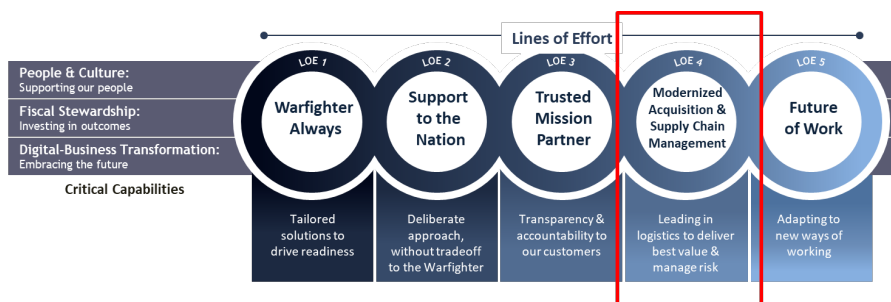 Lines of Effort
People & Culture:
Supporting our people
Fiscal Stewardship:
Investing in outcomes
Digital-Business Transformation:
Embracing the future
Critical Capabilities
LOE 1
Warfighter
Always
Tailored
solutions to
drive readiness
LOE 2
Support
to the
Nation
Deliberate
approach,
without tradeoff
to the Warfighter
LOE 3
Trusted
Mission
Partner
Transparency &
accountability to
our customers
LOE 4
Modernized
Acquisition &
Supply Chain
Management
Leading in
logistics to deliver
best value &
manage risk
LOE 5
Future
of Work
Adapting to
new ways of
working